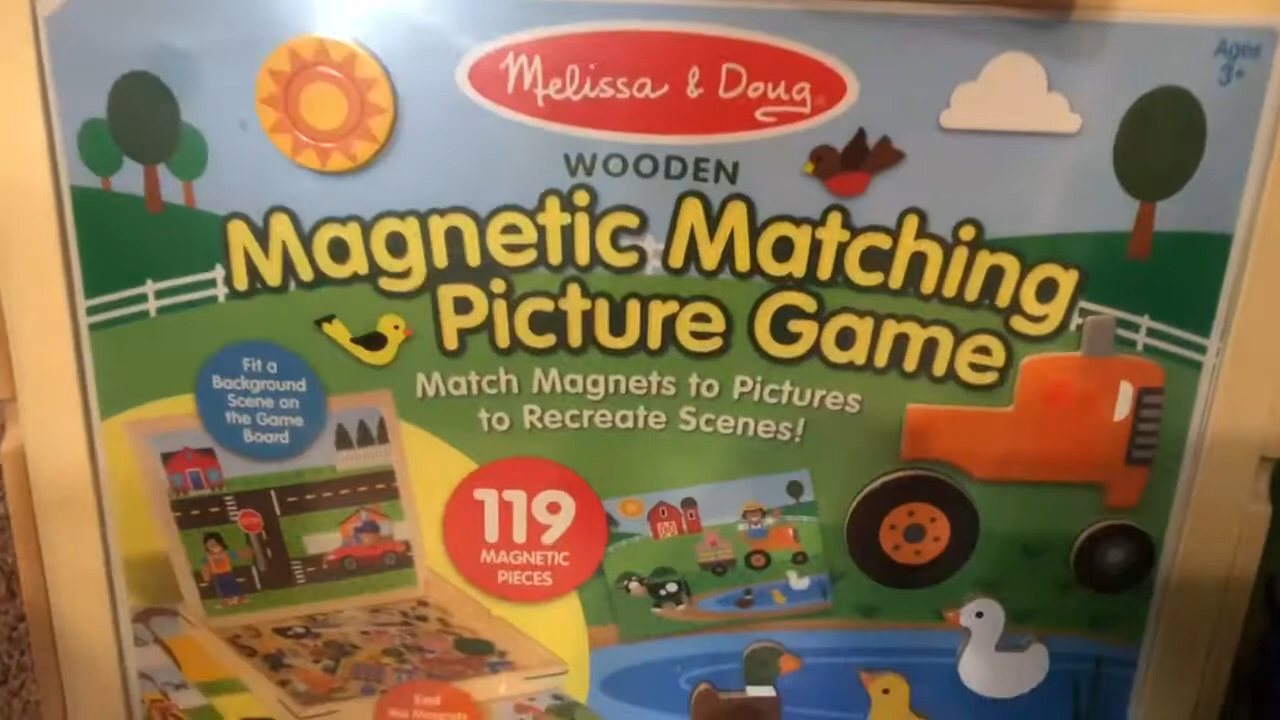 Melissa & Doug
Ages
3+
WOODEN
Magnetic Matching
Picture Game
Match Magnets to Pictures
to Recreate Scenes!
Fit a
Background
Scene on
the Game
Board
119
MAGNETIC
PIECES
STOP